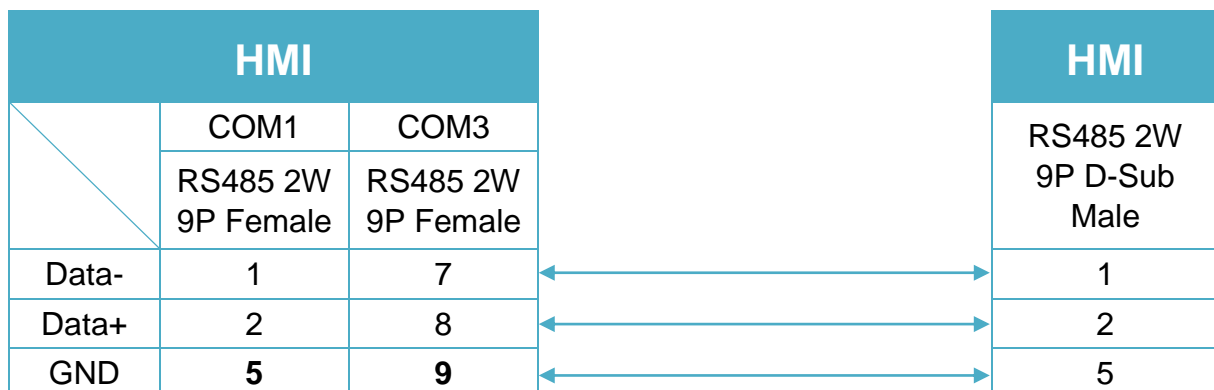 HMI HMI
COM1 COM3
RS485 2W
9P D-Sub
Male
RS485 2W RS485 2W
9P Female 9P Female
Data- 1 7 1
Data+ 2 8 2
GND 5 9 5